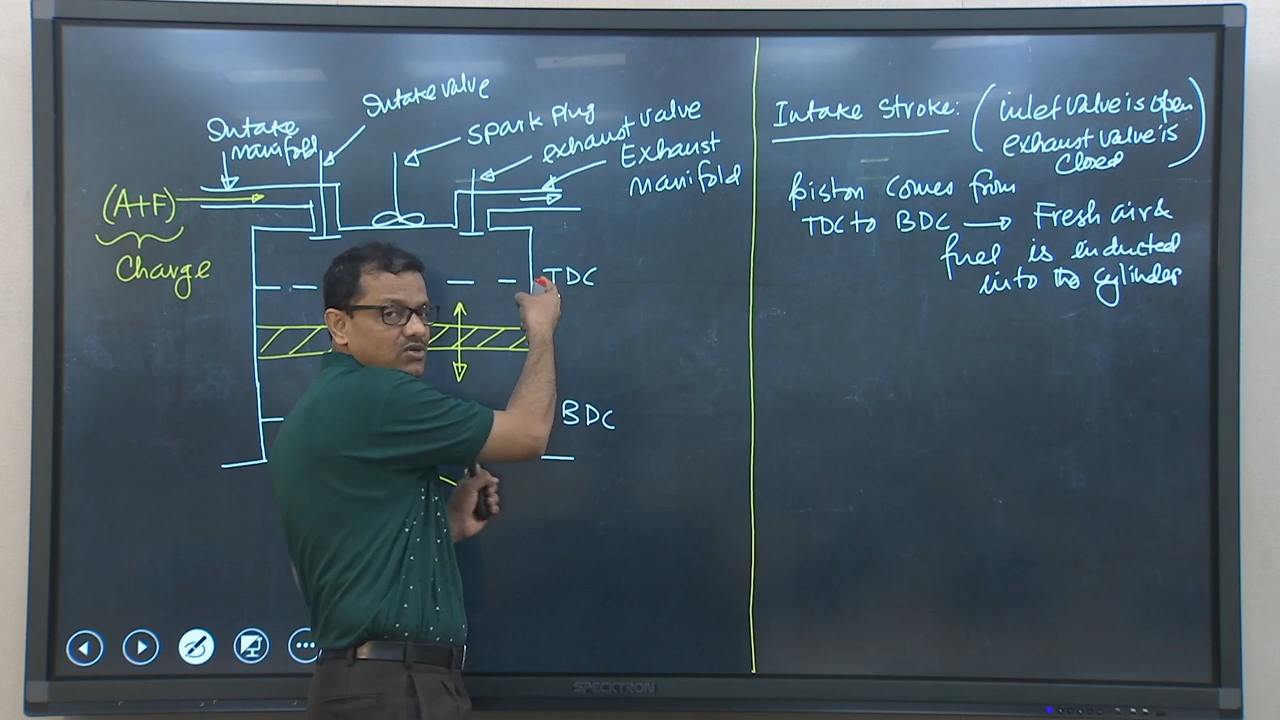 Intake valve
Intake
manifold
Spark plug
exhaust valve
Exhaust
manifold
(A+F)
Charge
TDC
BDC
Intake Stroke: (inlet valve is open
exhaust valve is
closed)
Piston comes from
TDC to BDC → Fresh air &
fuel is inducted
into the cylinder
SPECKTRON